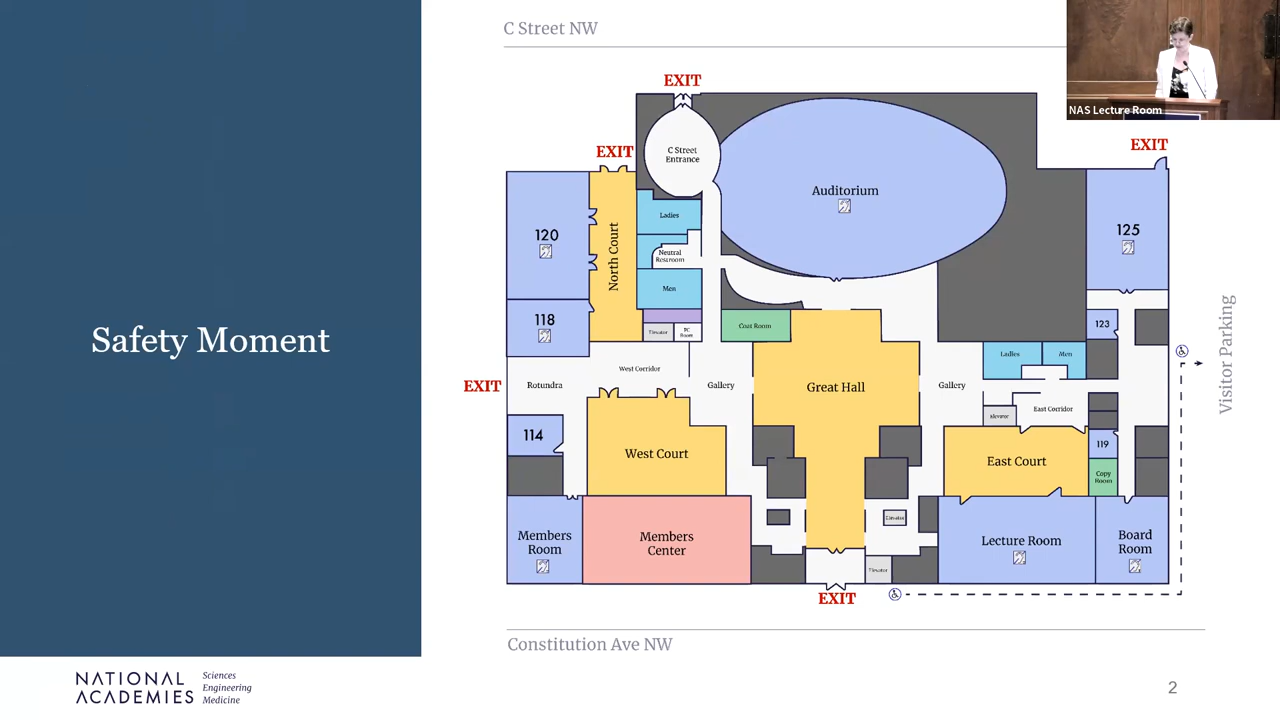 C Street NW
NAS Lecture Room
EXIT
EXIT
EXIT
C Street
Entrance
Auditorium
120
North Court
Ladies
Neutral
Restroom
Men
125
118
Elevator
PC
Room
Coat Room
123
Safety Moment
West Corridor
Ladies
Men
EXIT
Rotundra
Gallery
Great Hall
Gallery
Visitor Parking
Elevator
East Corridor
114
West Court
East Court
119
Copy
Room
Members
Room
Members
Center
Elevator
Lecture Room
Board
Room
Elevator
EXIT
Constitution Ave NW
NATIONAL
ACADEMIES
Sciences
Engineering
Medicine
2